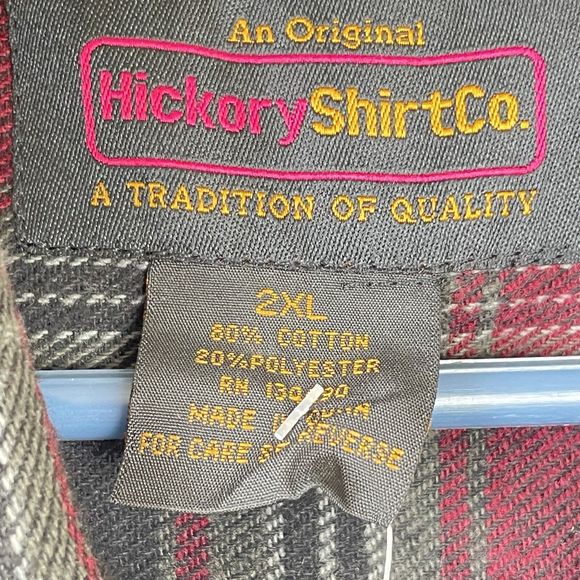 An Original
HickoryShirtCo.
A TRADITION OF QUALITY
2XL
80% COTTON
20% POLYESTER
RN
MADE
FOR CARE REVERSE